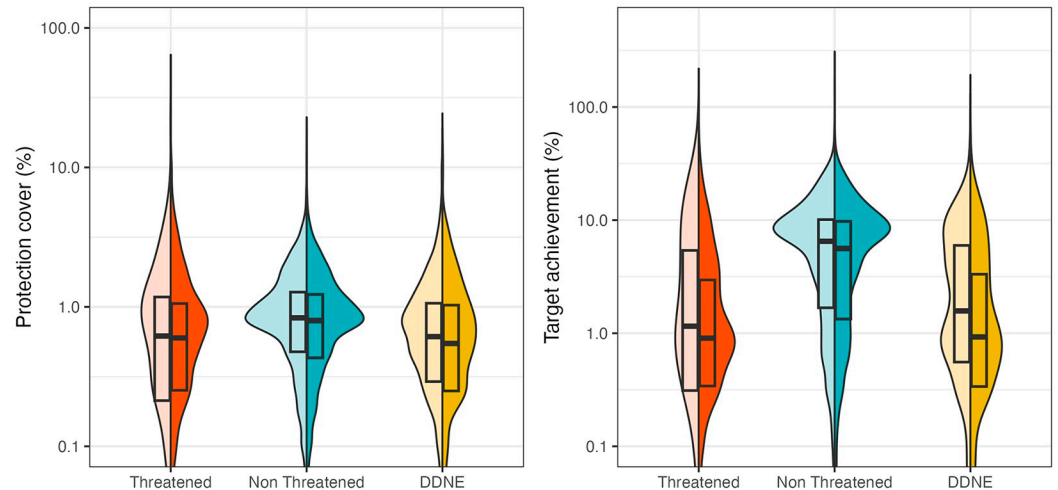 Protection cover (%)
100.0
10.0
1.0
0.1
Threatened Non Threatened DDNE
Target achievement (%)
100.0
10.0
1.0
0.1
Threatened Non Threatened DDNE